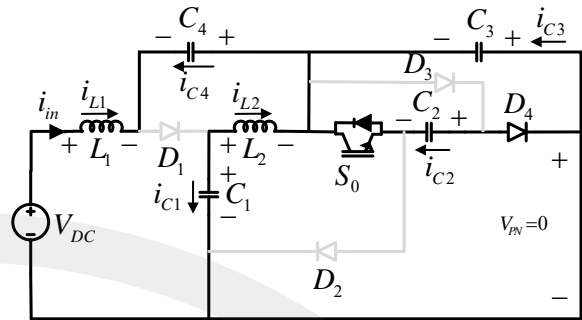 C4
C3
iC3
− +
− +
iC4
D3
iin
iL1
iL2
− C2 +
D4
+ L1 −
D1
+ L2 −
S0
iC2
+
iC1
+
C1
−
VDC
+
−
D2
VPN=0
−